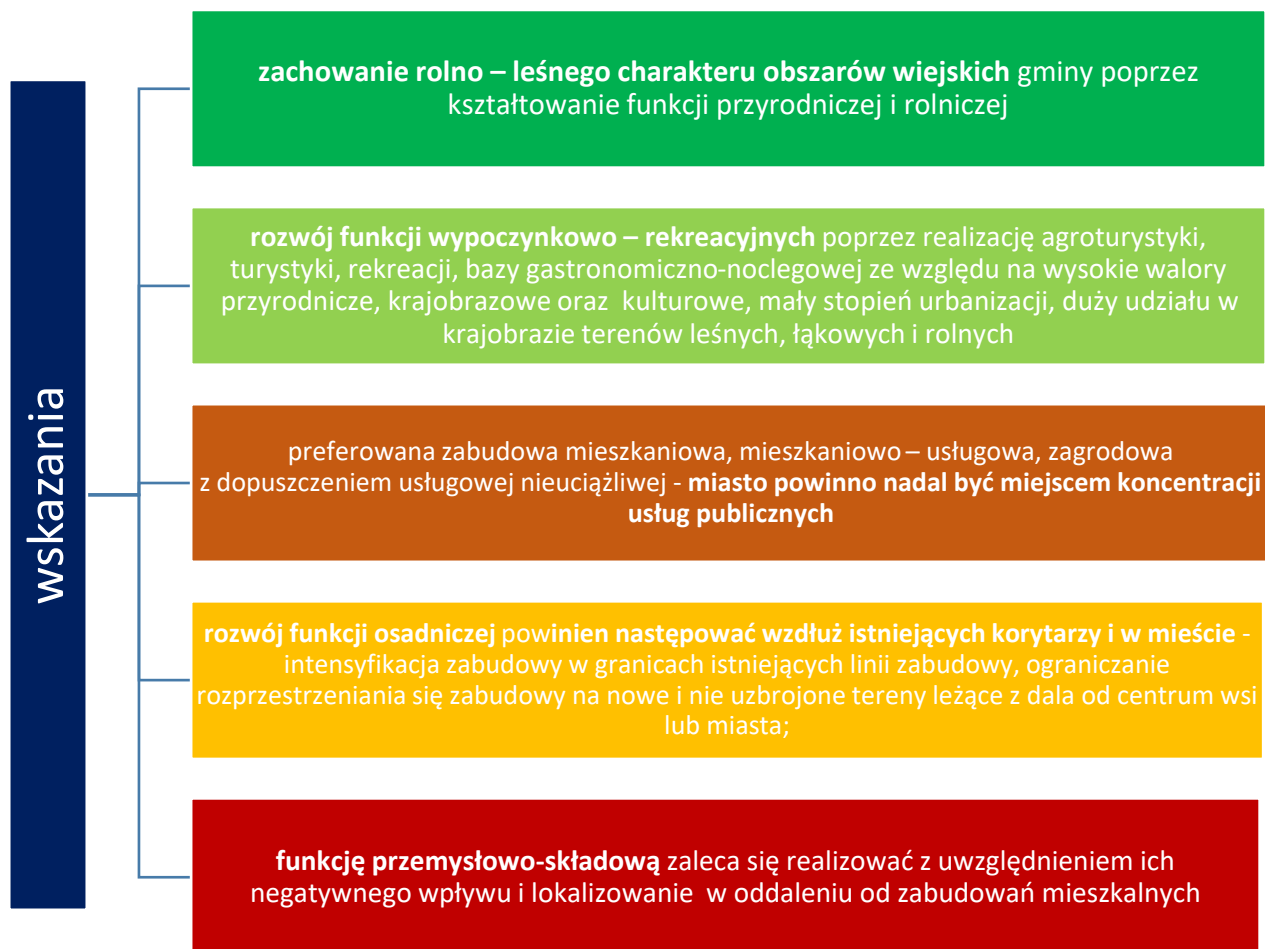 wskazania
zachowanie rolno – leśnego charakteru obszarów wiejskich gminy poprzez
kształtowanie funkcji przyrodniczej i rolniczej
rozwój funkcji wypoczynkowo – rekreacyjnych poprzez realizację agroturystyki,
turystyki, rekreacji, bazy gastronomiczno-noclegowej ze względu na wysokie walory
przyrodnicze, krajobrazowe oraz kulturowe, mały stopień urbanizacji, duży udziału w
krajobrazie terenów leśnych, łąkowych i rolnych
preferowana zabudowa mieszkaniowa, mieszkaniowo – usługowa, zagrodowa
z dopuszczeniem usługowej nieuciążliwej - miasto powinno nadal być miejscem koncentracji
usług publicznych
rozwój funkcji osadniczej powinien następować wzdłuż istniejących korytarzy i w mieście -
intensyfikacja zabudowy w granicach istniejących linii zabudowy, ograniczanie
rozprzestrzeniania się zabudowy na nowe i nie uzbrojone tereny leżące z dala od centrum wsi
lub miasta;
funkcję przemysłowo-składową zaleca się realizować z uwzględnieniem ich
negatywnego wpływu i lokalizowanie w oddaleniu od zabudowań mieszkalnych